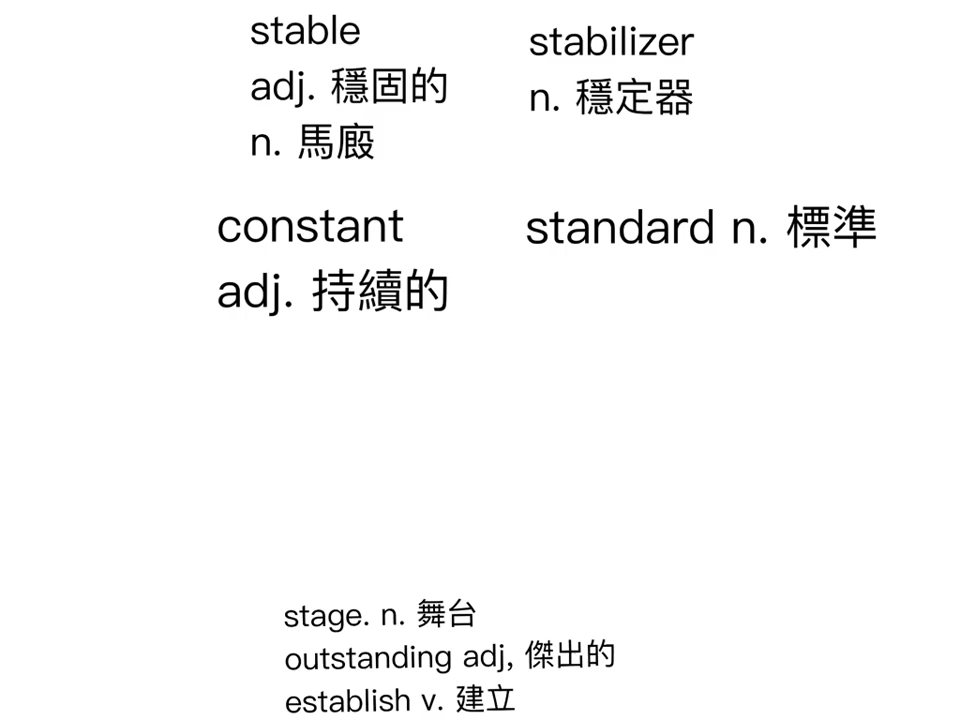 stable
adj. 穩固的
n. 馬廄
stabilizer
n. 穩定器
constant
adj. 持續的
standard n. 標準
stage. n. 舞台
outstanding adj, 傑出的
establish v. 建立